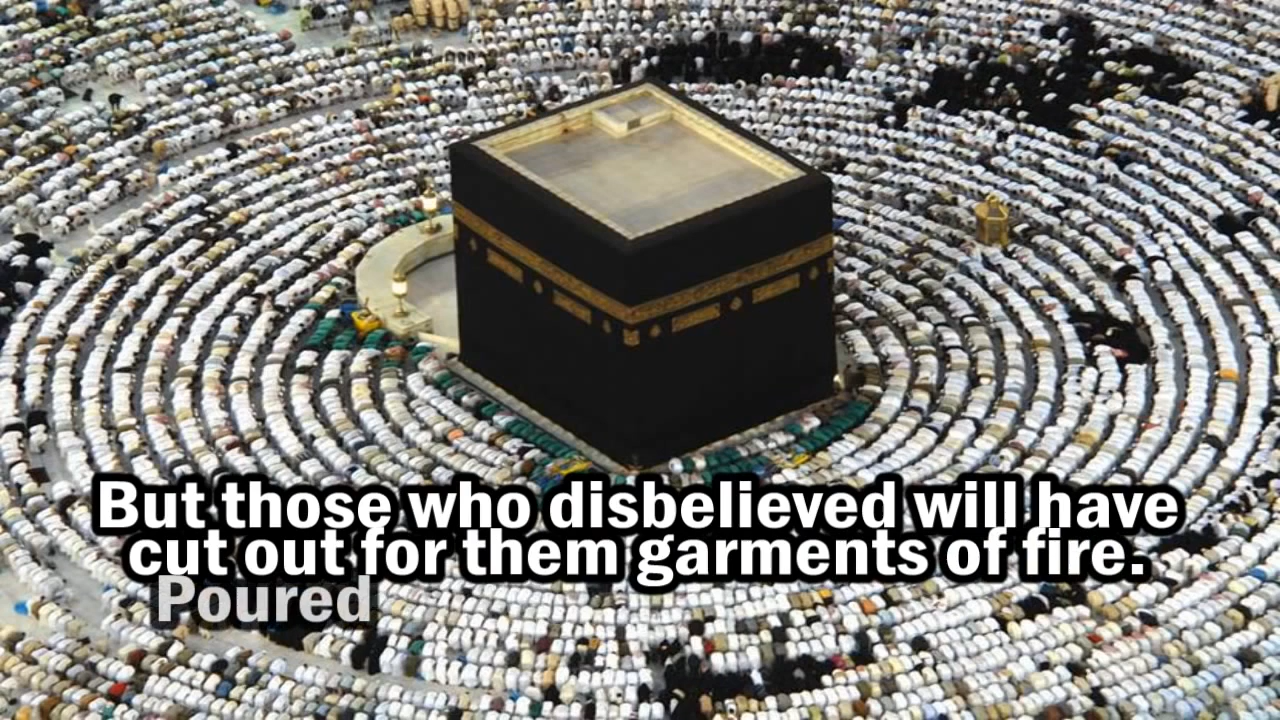 But those who disbelieved will have
cut out for them garments of fire.
Poured